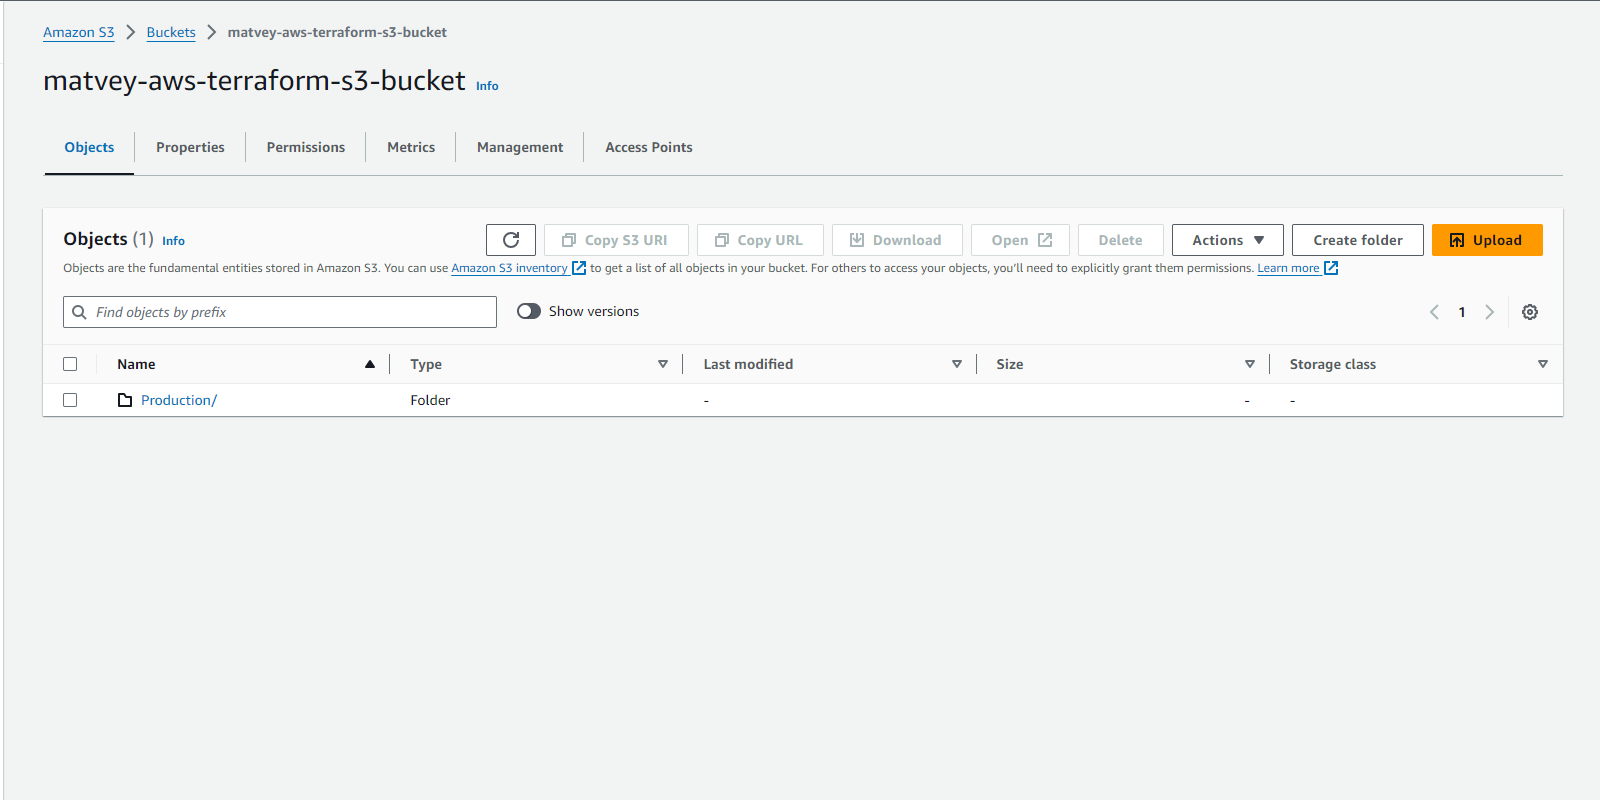 Amazon S3 > Buckets > matvey-aws-terraform-s3-bucket
matvey-aws-terraform-s3-bucket Info
Objects Properties Permissions Metrics Management Access Points
Objects (1) Info Copy S3 URI Copy URL Download Open Delete Actions Create folder Upload
Objects are the fundamental entities stored in Amazon S3. You can use Amazon S3 inventory to get a list of all objects in your bucket. For others to access your objects, you'll need to explicitly grant them permissions. Learn more
Find objects by prefix Show versions 1
Name Type Last modified Size Storage class
Production/ Folder - - -